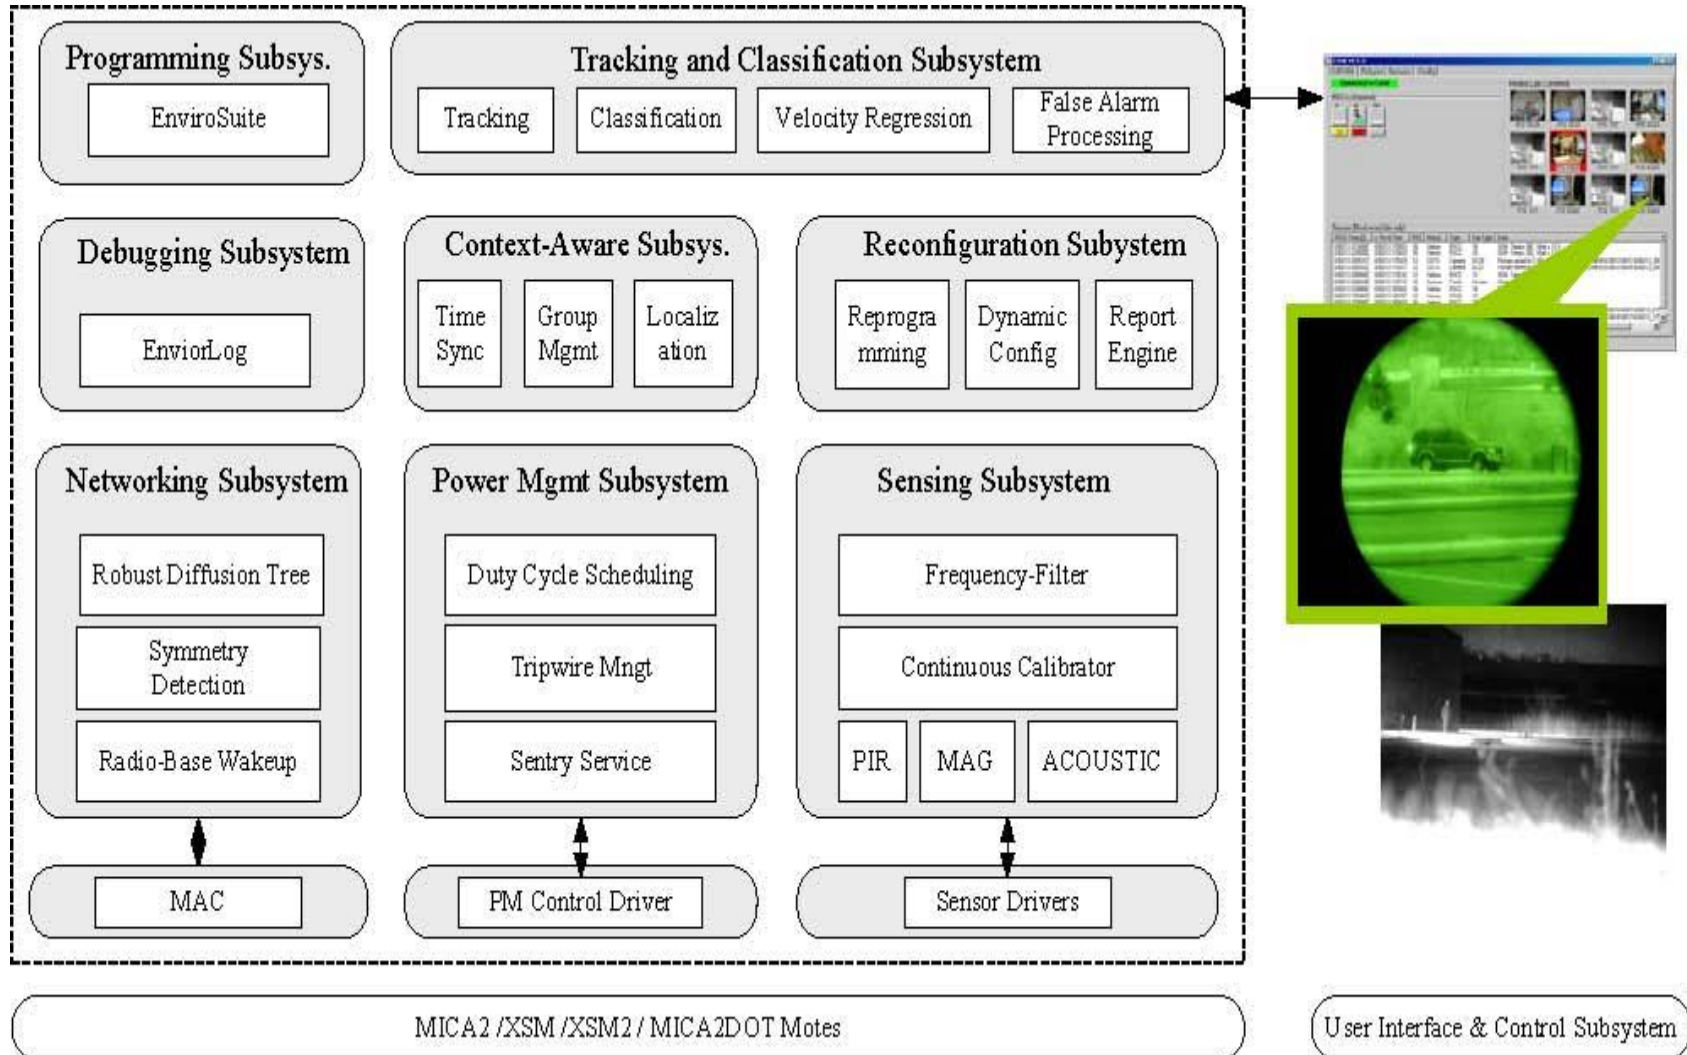 Programming Subsys.
EnviroSuite
Tracking and Classification Subsystem
Tracking
Classification
Velocity Regression
False Alarm
Processing
Debugging Subsystem
EnviorLog
Context-Aware Subsys.
Time
Sync
Group
Mgmt
Localiz
ation
Reconfiguration Subystem
Reprogra
mming
Dynamic
Config
Report
Engine
Networking Subsystem
Robust Diffusion Tree
Symmetry
Detection
Radio-Base Wakeup
Power Mgmt Subsystem
Duty Cycle Scheduling
Tripwire Mngt
Sentry Service
Sensing Subsystem
Frequency-Filter
Continuous Calibrator
PIR
MAG
ACOUSTIC
MAC
PM Control Driver
Sensor Drivers
MICA2 /XSM /XSM2 / MICA2DOT Motes
User Interface & Control Subsystem